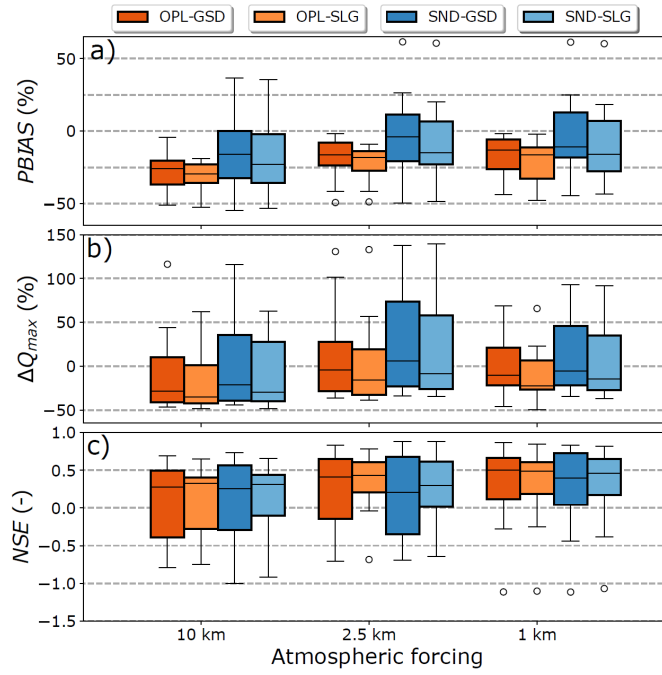 OPL-GSD OPL-SLG SND-GSD SND-SLG
a)
PBIAS (%)
50
0
−50
b)
ΔQmax (%)
150
100
50
0
−50
c)
NSE (-)
1.0
0.5
0.0
−0.5
−1.0
−1.5
10 km 2.5 km 1 km
Atmospheric forcing